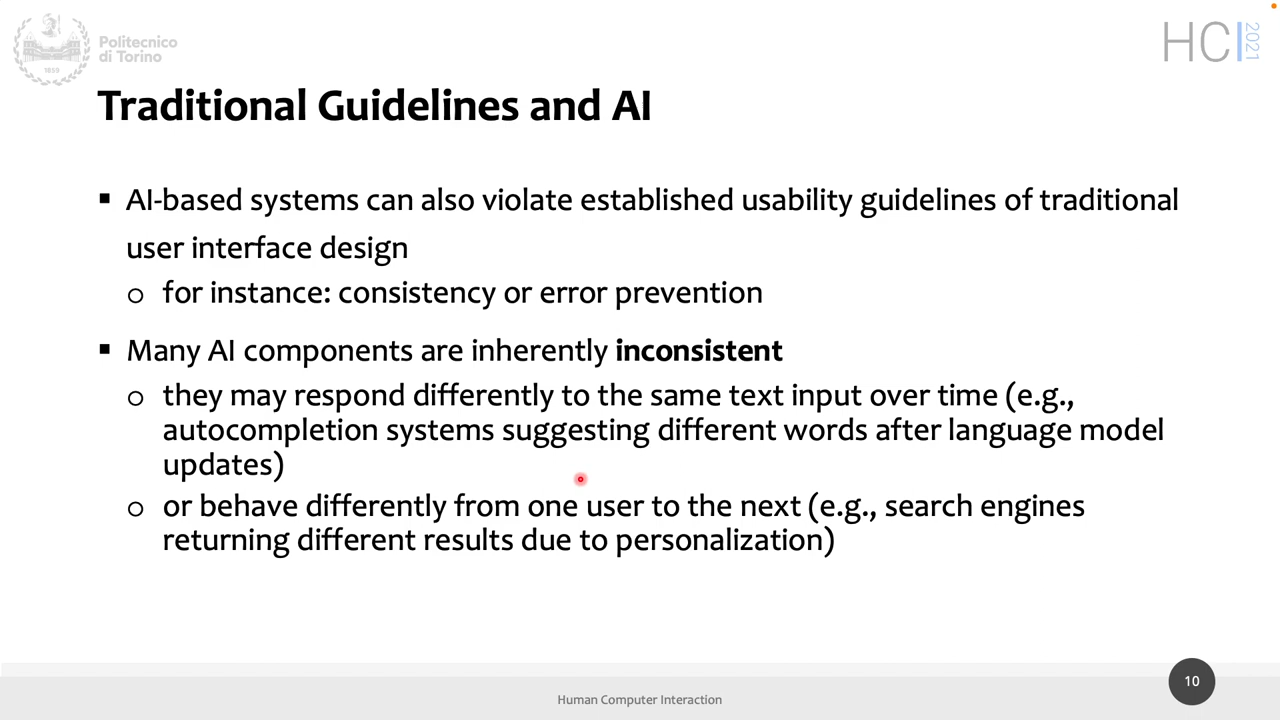 Politecnico
di Torino
1859
HCI
2021
Traditional Guidelines and AI
▪ AI-based systems can also violate established usability guidelines of traditional
user interface design
o for instance: consistency or error prevention
▪ Many AI components are inherently inconsistent
o they may respond differently to the same text input over time (e.g.,
autocompletion systems suggesting different words after language model
updates)
o or behave differently from one user to the next (e.g., search engines
returning different results due to personalization)
Human Computer Interaction
10